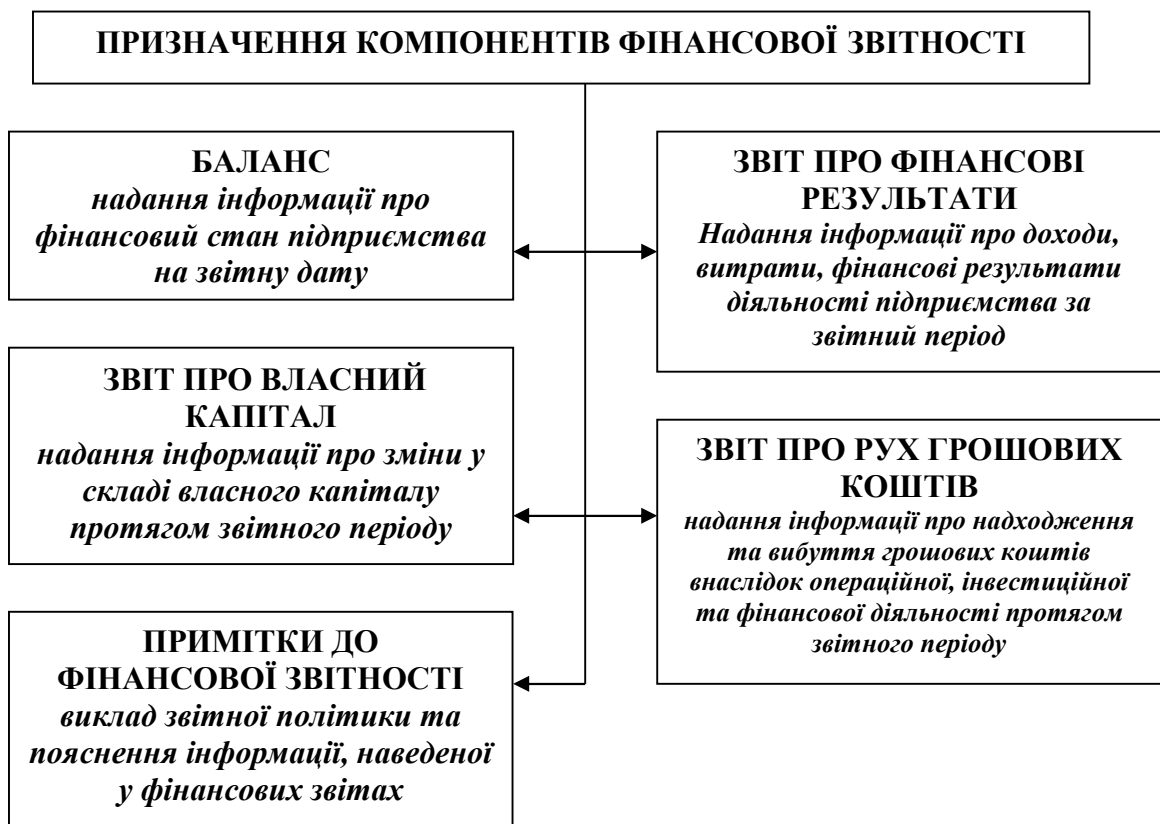 ПРИЗНАЧЕННЯ КОМПОНЕНТІВ ФІНАНСОВОЇ ЗВІТНОСТІ
БАЛАНС
надання інформації про
фінансовий стан підприємства
на звітну дату
ЗВІТ ПРО ФІНАНСОВІ
РЕЗУЛЬТАТИ
Надання інформації про доходи,
витрати, фінансові результати
діяльності підприємства за
звітний період
ЗВІТ ПРО ВЛАСНИЙ
КАПІТАЛ
надання інформації про зміни у
складі власного капіталу
протягом звітного періоду
ЗВІТ ПРО РУХ ГРОШОВИХ
КОШТІВ
надання інформації про надходження
та вибуття грошових коштів
внаслідок операційної, інвестиційної
та фінансової діяльності протягом
звітного періоду
ПРИМІТКИ ДО
ФІНАНСОВОЇ ЗВІТНОСТІ
виклад звітної політики та
пояснення інформації, наведеної
у фінансових звітах